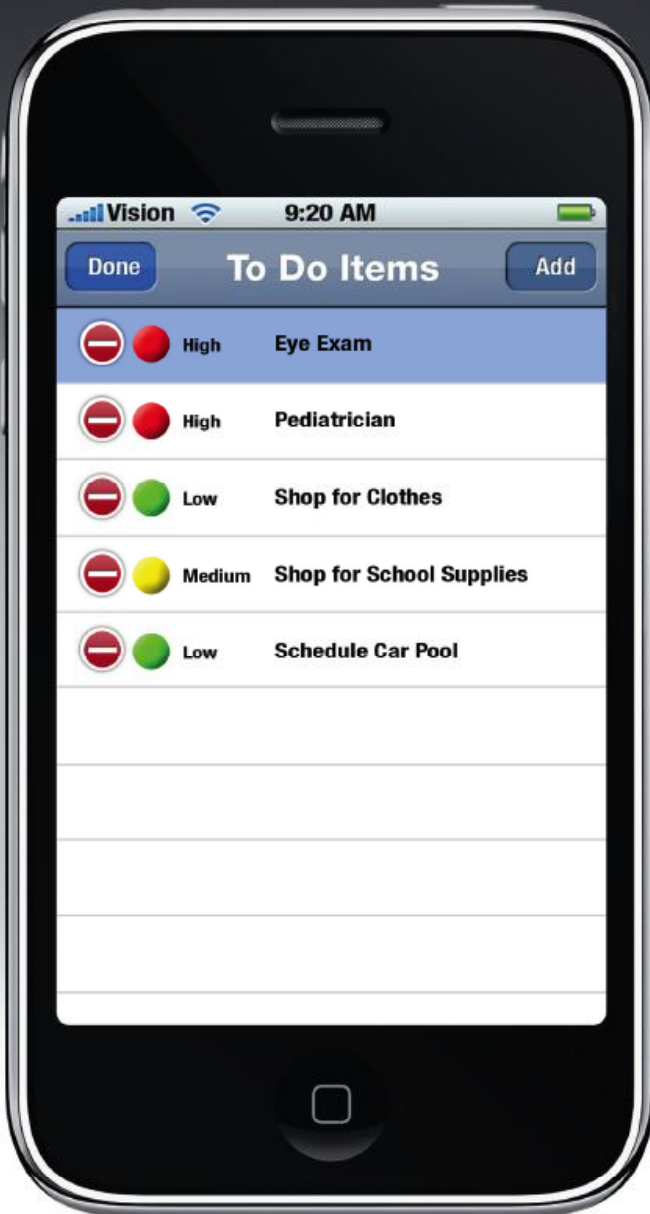 Vision 9:20 AM
Done To Do Items Add
High Eye Exam
High Pediatrician
Low Shop for Clothes
Medium Shop for School Supplies
Low Schedule Car Pool